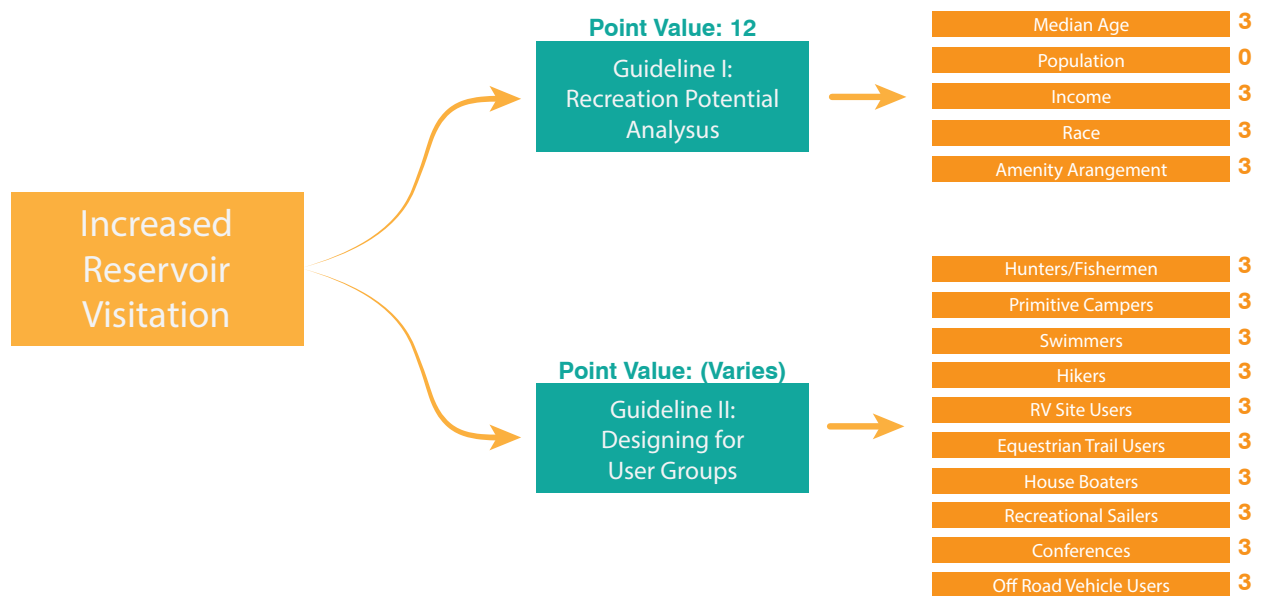 Increased
Reservoir
Visitation
Point Value: 12
Guideline I:
Recreation Potential
Analysus
Median Age 3
Population 0
Income 3
Race 3
Amenity Arangement 3
Point Value: (Varies)
Guideline II:
Designing for
User Groups
Hunters/Fishermen 3
Primitive Campers 3
Swimmers 3
Hikers 3
RV Site Users 3
Equestrian Trail Users 3
House Boaters 3
Recreational Sailers 3
Conferences 3
Off Road Vehicle Users 3